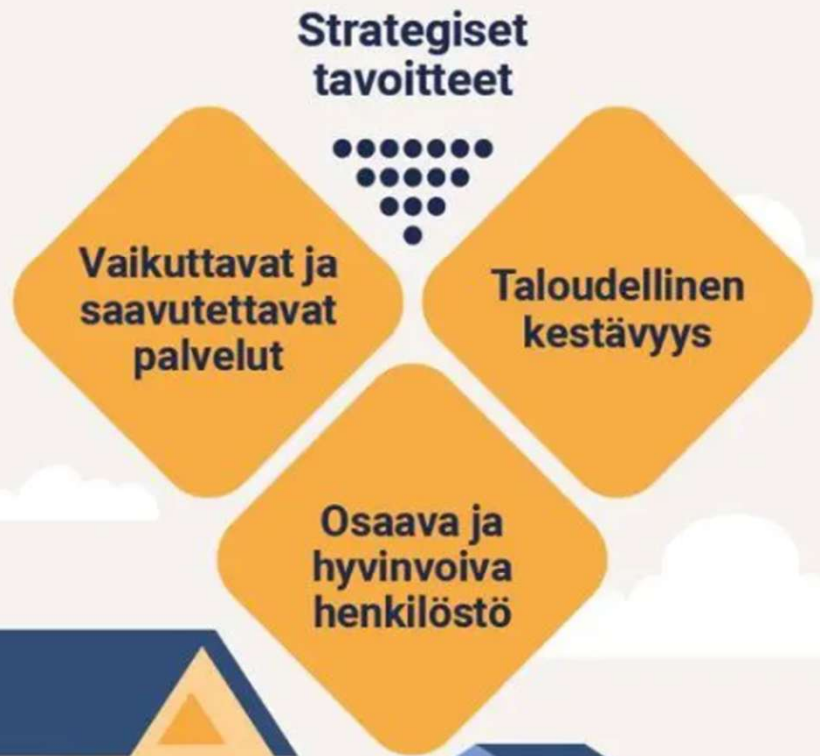 Strategiset
tavoitteet
Vaikuttavat ja
saavutettavat
palvelut
Taloudellinen
kestävyys
Osaava ja
hyvinvoiva
henkilöstö